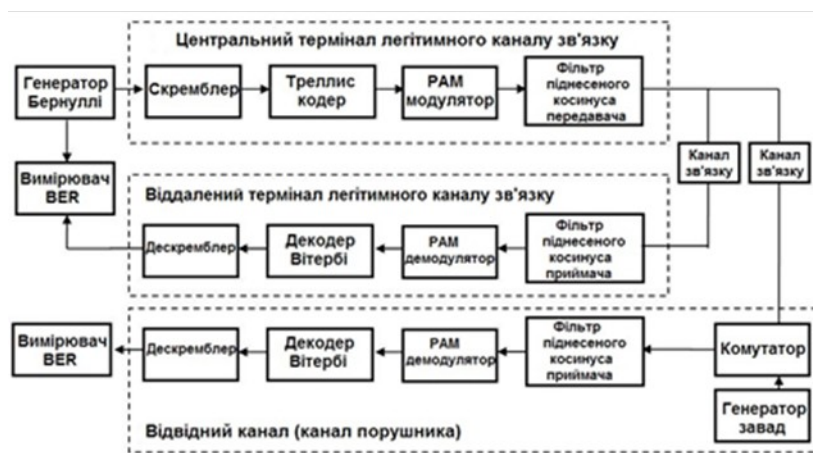 Центральний термінал легітимного каналу зв'язку
Генератор
Бернуллі
Скремблер
Треллис
кодер
PAM
модулятор
Фільтр
піднесеного
косинуса
передавача
Канал
зв'язку
Канал
зв'язку
Вимірювач
BER
Віддалений термінал легітимного каналу зв'язку
Дескремблер
Декодер
Вітербі
PAM
демодулятор
Фільтр
піднесеного
косинуса
приймача
Вимірювач
BER
Дескремблер
Декодер
Вітербі
PAM
демодулятор
Фільтр
піднесеного
косинуса
приймача
Комутатор
Генератор
завад
Відвідний канал (канал порушника)